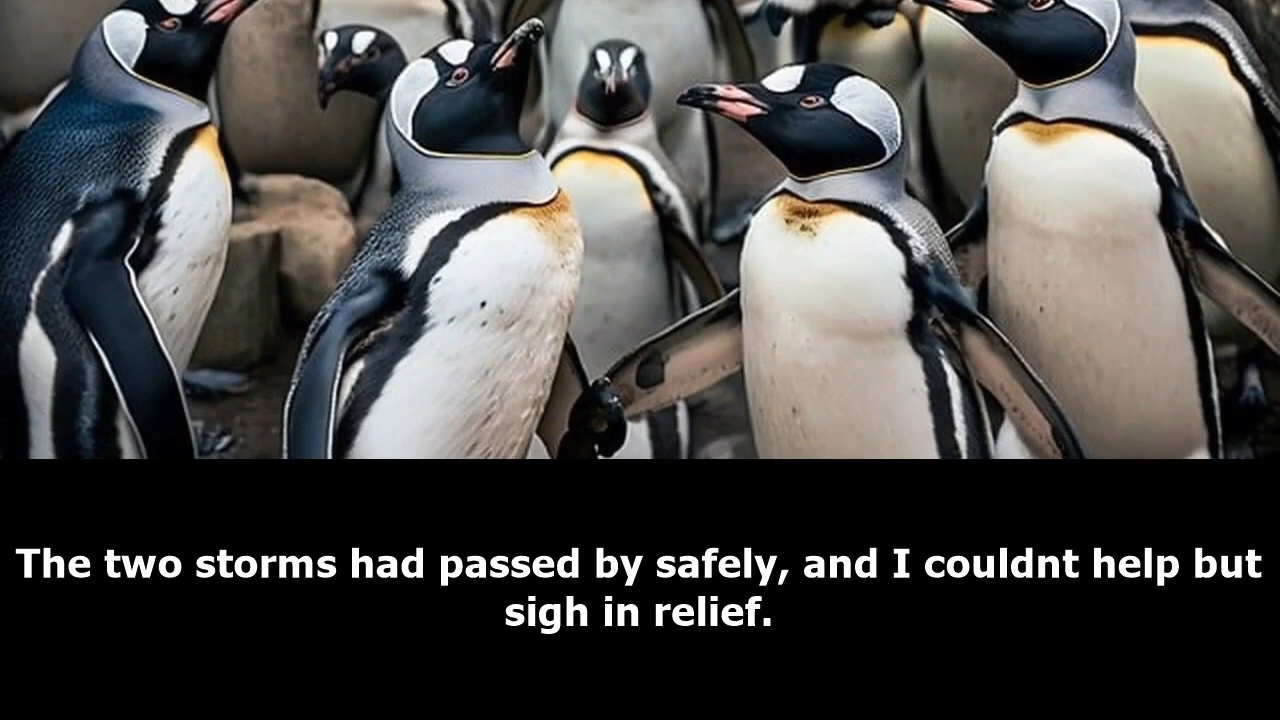 The two storms had passed by safely, and I couldnt help but
sigh in relief.